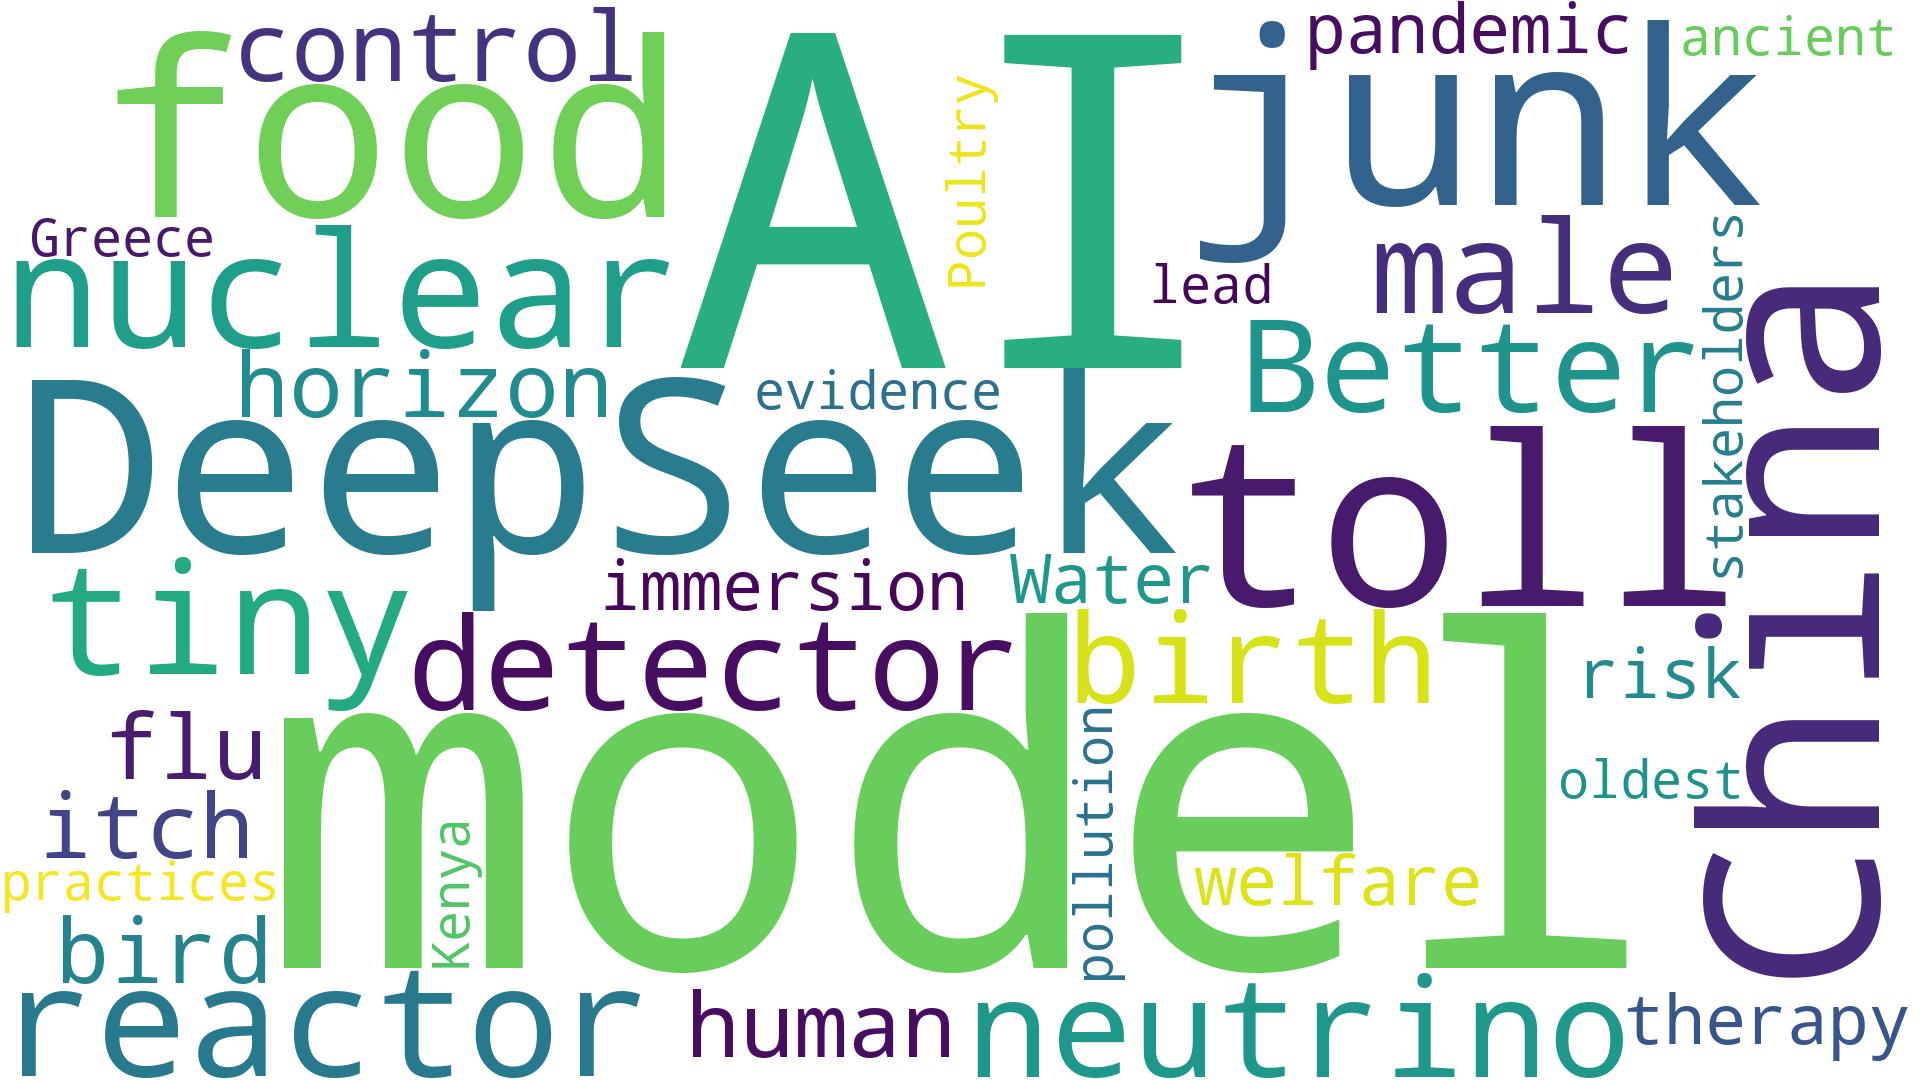 control
food
AI
Poultry
junk
pandemic
ancient
Greece
nuclear
lead
male
stakeholders
china
horizon
evidence
Better
DeepSeek
toll
tiny
immersion
Water
detector
birth
risk
flu
model
pollution
oldest
itch
Kenya
welfare
practices
bird
reactor
human
neutrino
therapy